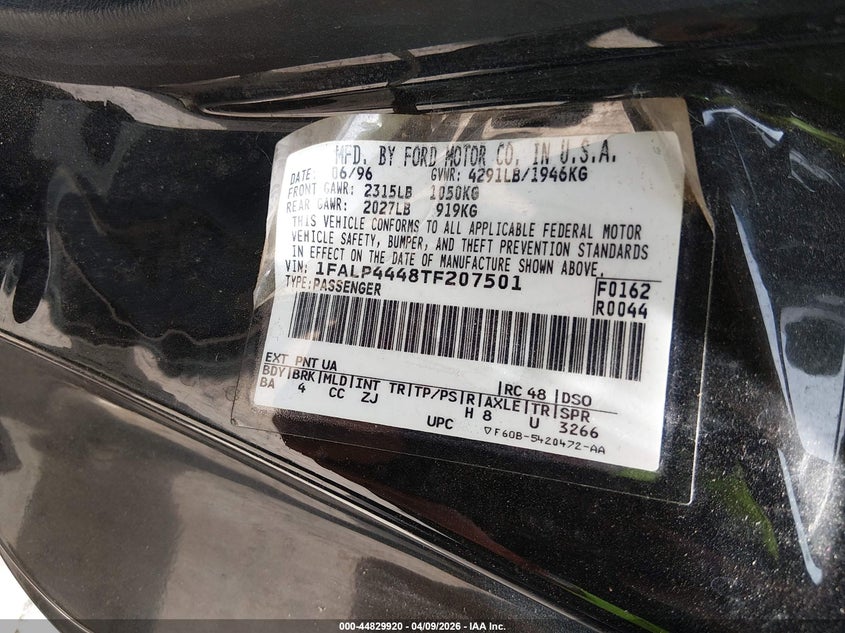 MFD. BY FORD MOTOR CO. IN U.S.A.
DATE: 06/96 GVWR: 4291LB/1946KG
FRONT GAWR: 2315LB 1050KG
REAR GAWR: 2027LB 919KG
THIS VEHICLE CONFORMS TO ALL APPLICABLE FEDERAL MOTOR
VEHICLE SAFETY, BUMPER, AND THEFT PREVENTION STANDARDS
IN EFFECT ON THE DATE OF MANUFACTURE SHOWN ABOVE.
VIN: 1FALP4448TF207501
TYPE: PASSENGER
F0162
R0044
EXT PNT UA RC 48 DSO
BDY BRK MLD INT TR TP/PS R AXLE TR SPR
BA 4 CC ZJ H 8 U 3266
UPC ▽F60B-5420472-AA
000-44829920 - 04/09/2026 - IAA Inc.